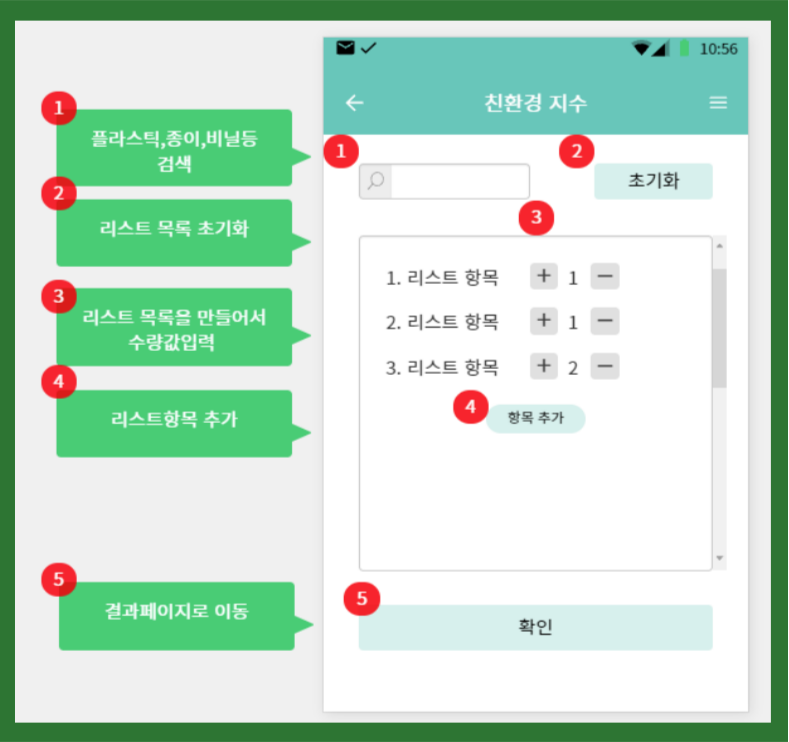 1
플라스틱,종이,비닐등
검색
2
리스트 목록 초기화
3
리스트 목록을 만들어서
수량값입력
4
리스트항목 추가
5
결과페이지로 이동
10:56
친환경 지수
1
2
초기화
3
1. 리스트 항목 + 1 −
2. 리스트 항목 + 1 −
3. 리스트 항목 + 2 −
4
항목 추가
5
확인